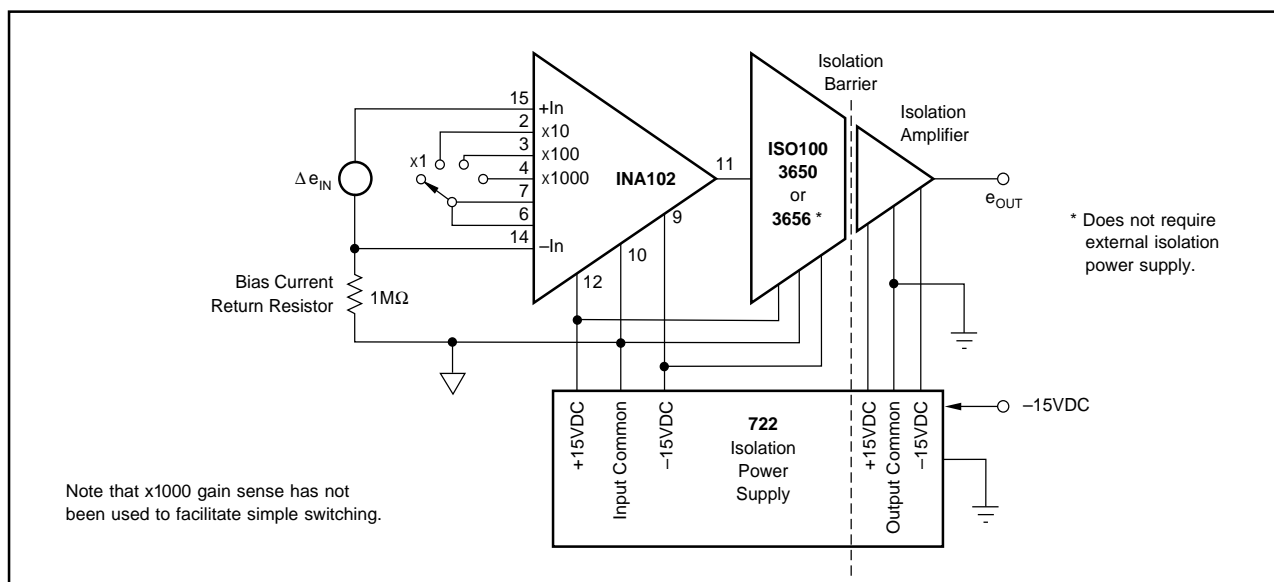 Isolation
Barrier
Isolation
Amplifier
15
+In
2
x10
3
x100
4
x1000
7
6
14
–In
x1
Δ eIN
INA102
11
9
10
12
ISO100
3650
or
3656 *
eOUT
* Does not require
external isolation
power supply.
Bias Current
Return Resistor
1MΩ
+15VDC
Input Common
–15VDC
722
Isolation
Power
Supply
+15VDC
Output Common
–15VDC
–15VDC
Note that x1000 gain sense has not
been used to facilitate simple switching.